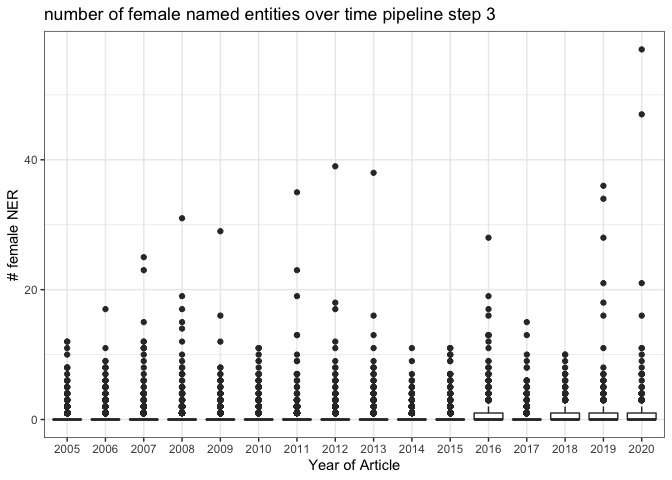 number of female named entities over time pipeline step 3
# female NER
40
20
0
2005 2006 2007 2008 2009 2010 2011 2012 2013 2014 2015 2016 2017 2018 2019 2020
Year of Article